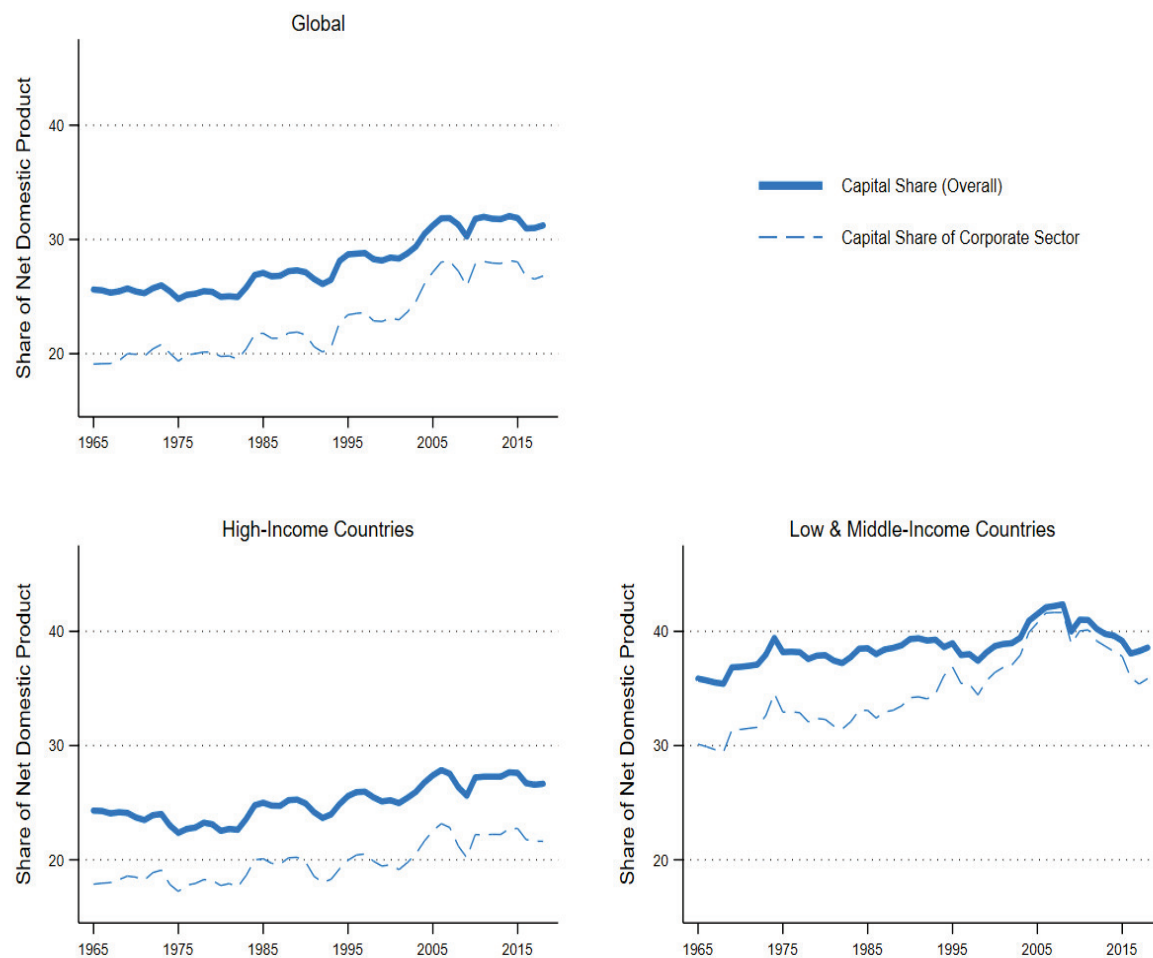 Global
Share of Net Domestic Product
40
30
20
1965 1975 1985 1995 2005 2015
Capital Share (Overall)
Capital Share of Corporate Sector
High-Income Countries
Share of Net Domestic Product
40
30
20
1965 1975 1985 1995 2005 2015
Low & Middle-Income Countries
Share of Net Domestic Product
40
30
20
1965 1975 1985 1995 2005 2015